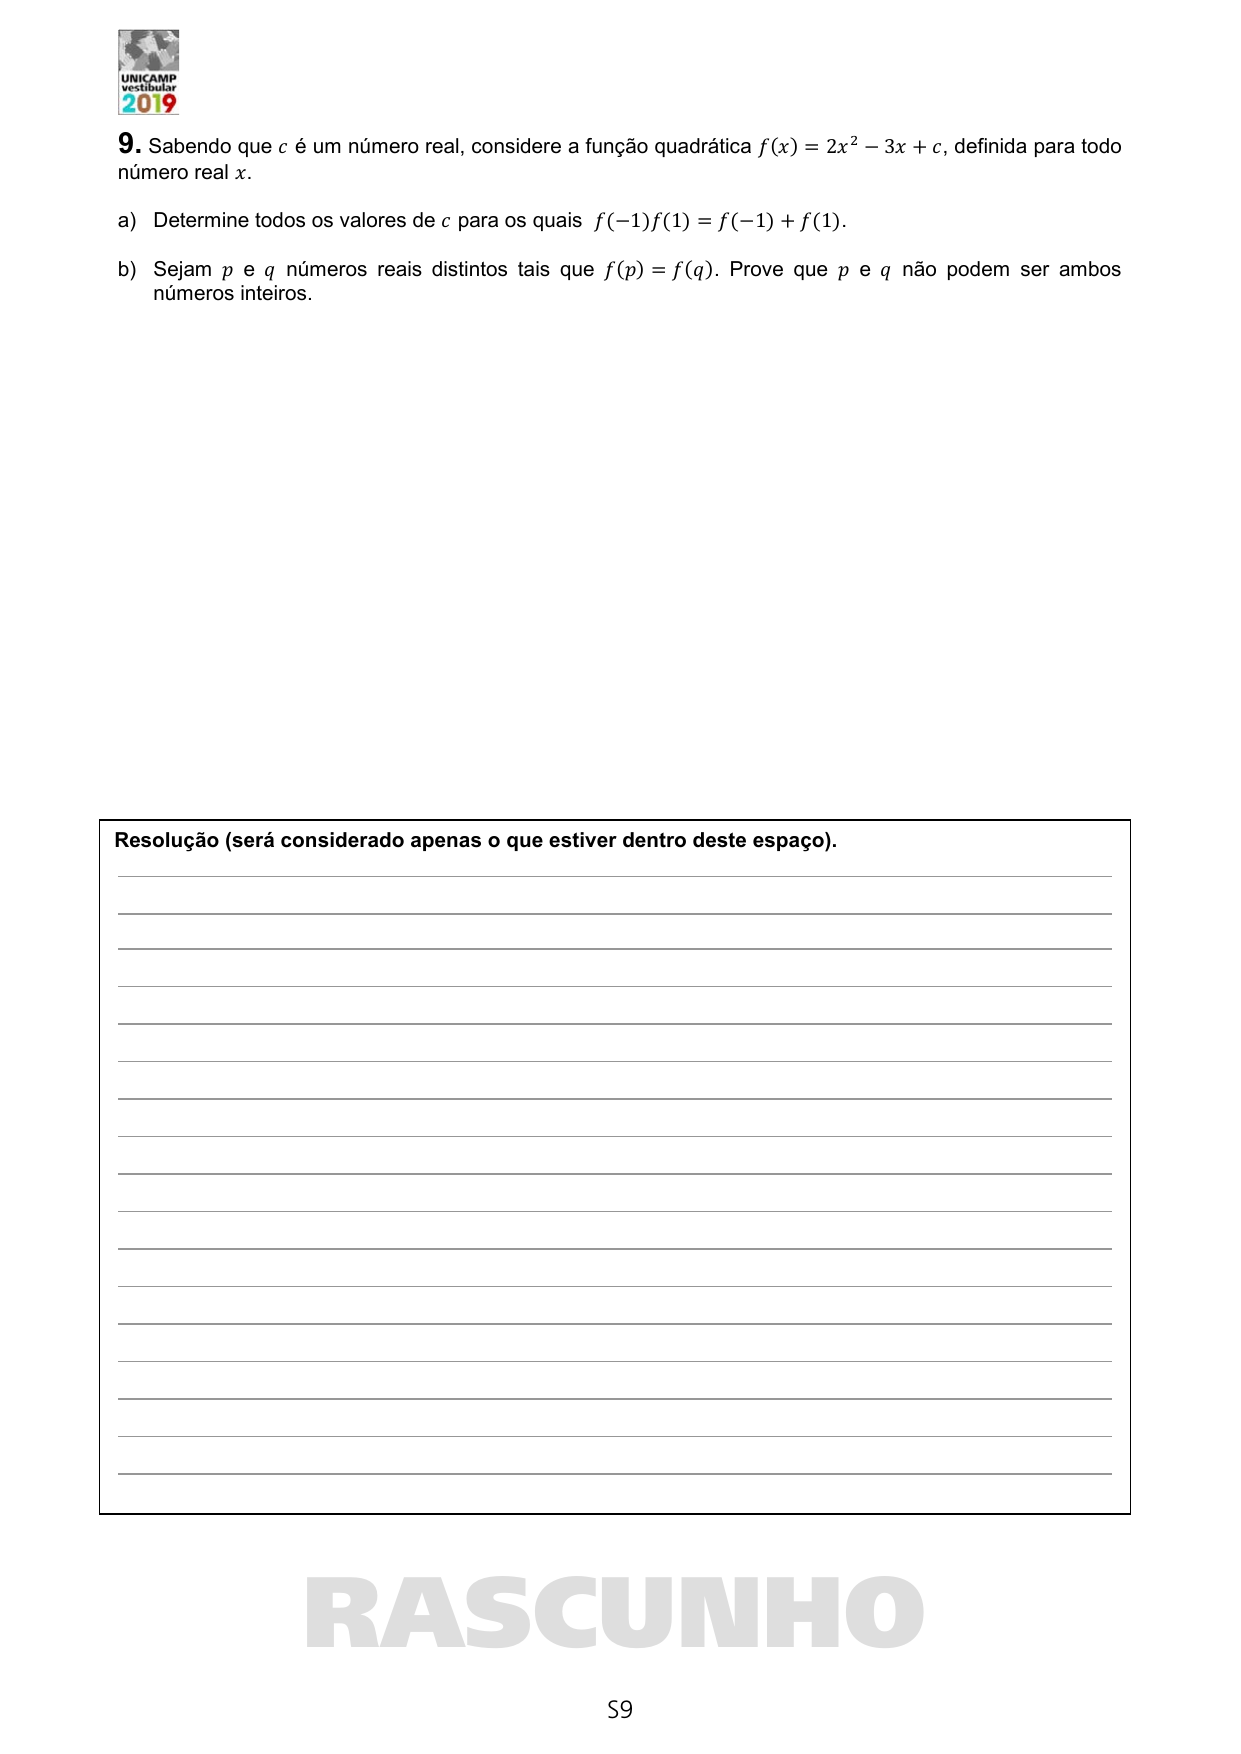 UNICAMP
vestibular
2019
9. Sabendo que c é um número real, considere a função quadrática f(x) = 2x² − 3x + c, definida para todo
número real x.
a) Determine todos os valores de c para os quais f(−1)f(1) = f(−1) + f(1).
b) Sejam p e q números reais distintos tais que f(p) = f(q). Prove que p e q não podem ser ambos
números inteiros.
Resolução (será considerado apenas o que estiver dentro deste espaço).
RASCUNHO
S9